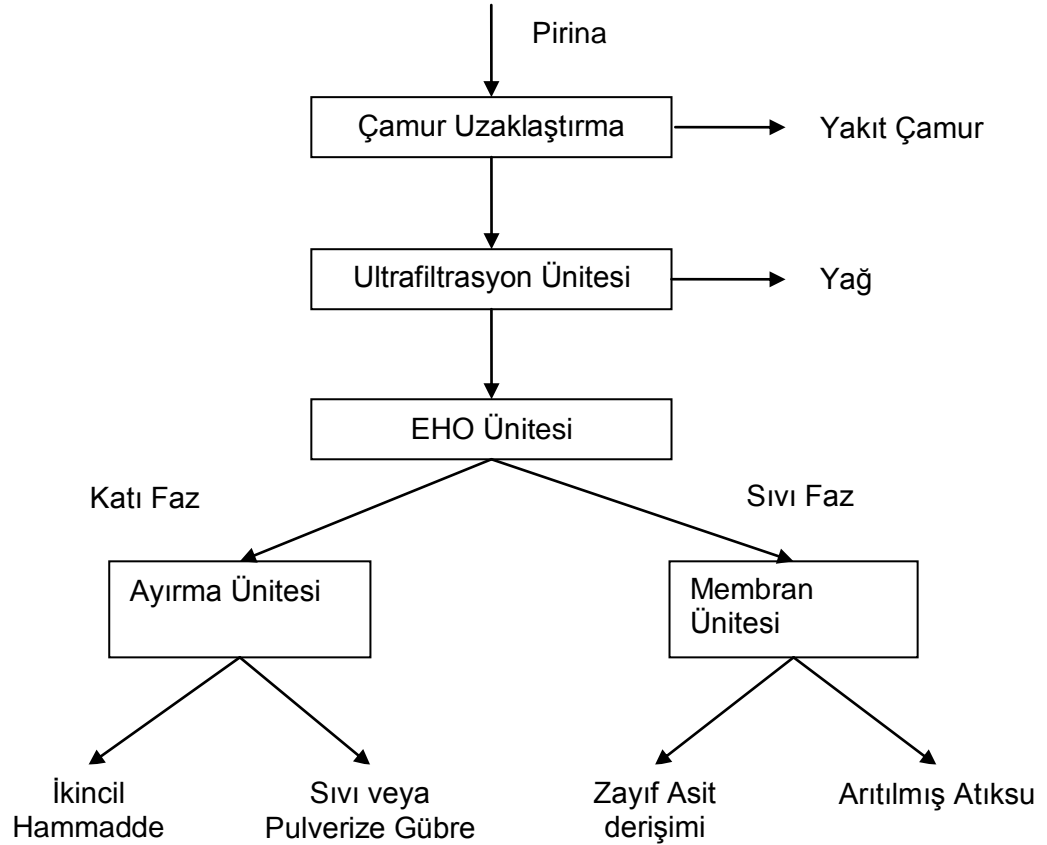 Pirina
Çamur Uzaklaştırma
Yakıt Çamur
Ultrafiltrasyon Ünitesi
Yağ
EHO Ünitesi
Katı Faz
Sıvı Faz
Ayırma Ünitesi
Membran
Ünitesi
İkincil
Hammadde
Sıvı veya
Pulverize Gübre
Zayıf Asit
derişimi
Arıtılmış Atıksu